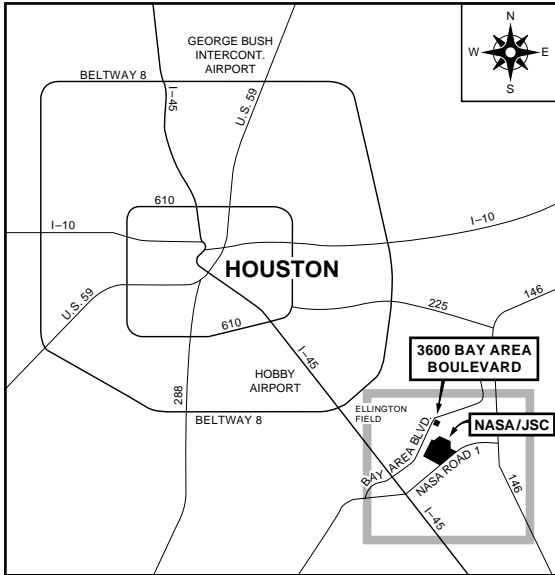 N
W
E
S
GEORGE BUSH
INTERCONT.
AIRPORT
BELTWAY 8
I–45
U.S. 59
610
I–10
I–10
HOUSTON
U.S. 59
225
146
610
I–45
3600 BAY AREA
BOULEVARD
HOBBY
AIRPORT
288
ELLINGTON
FIELD
BELTWAY 8
NASA/JSC
BAY AREA BLVD.
NASA ROAD 1
146
I–45